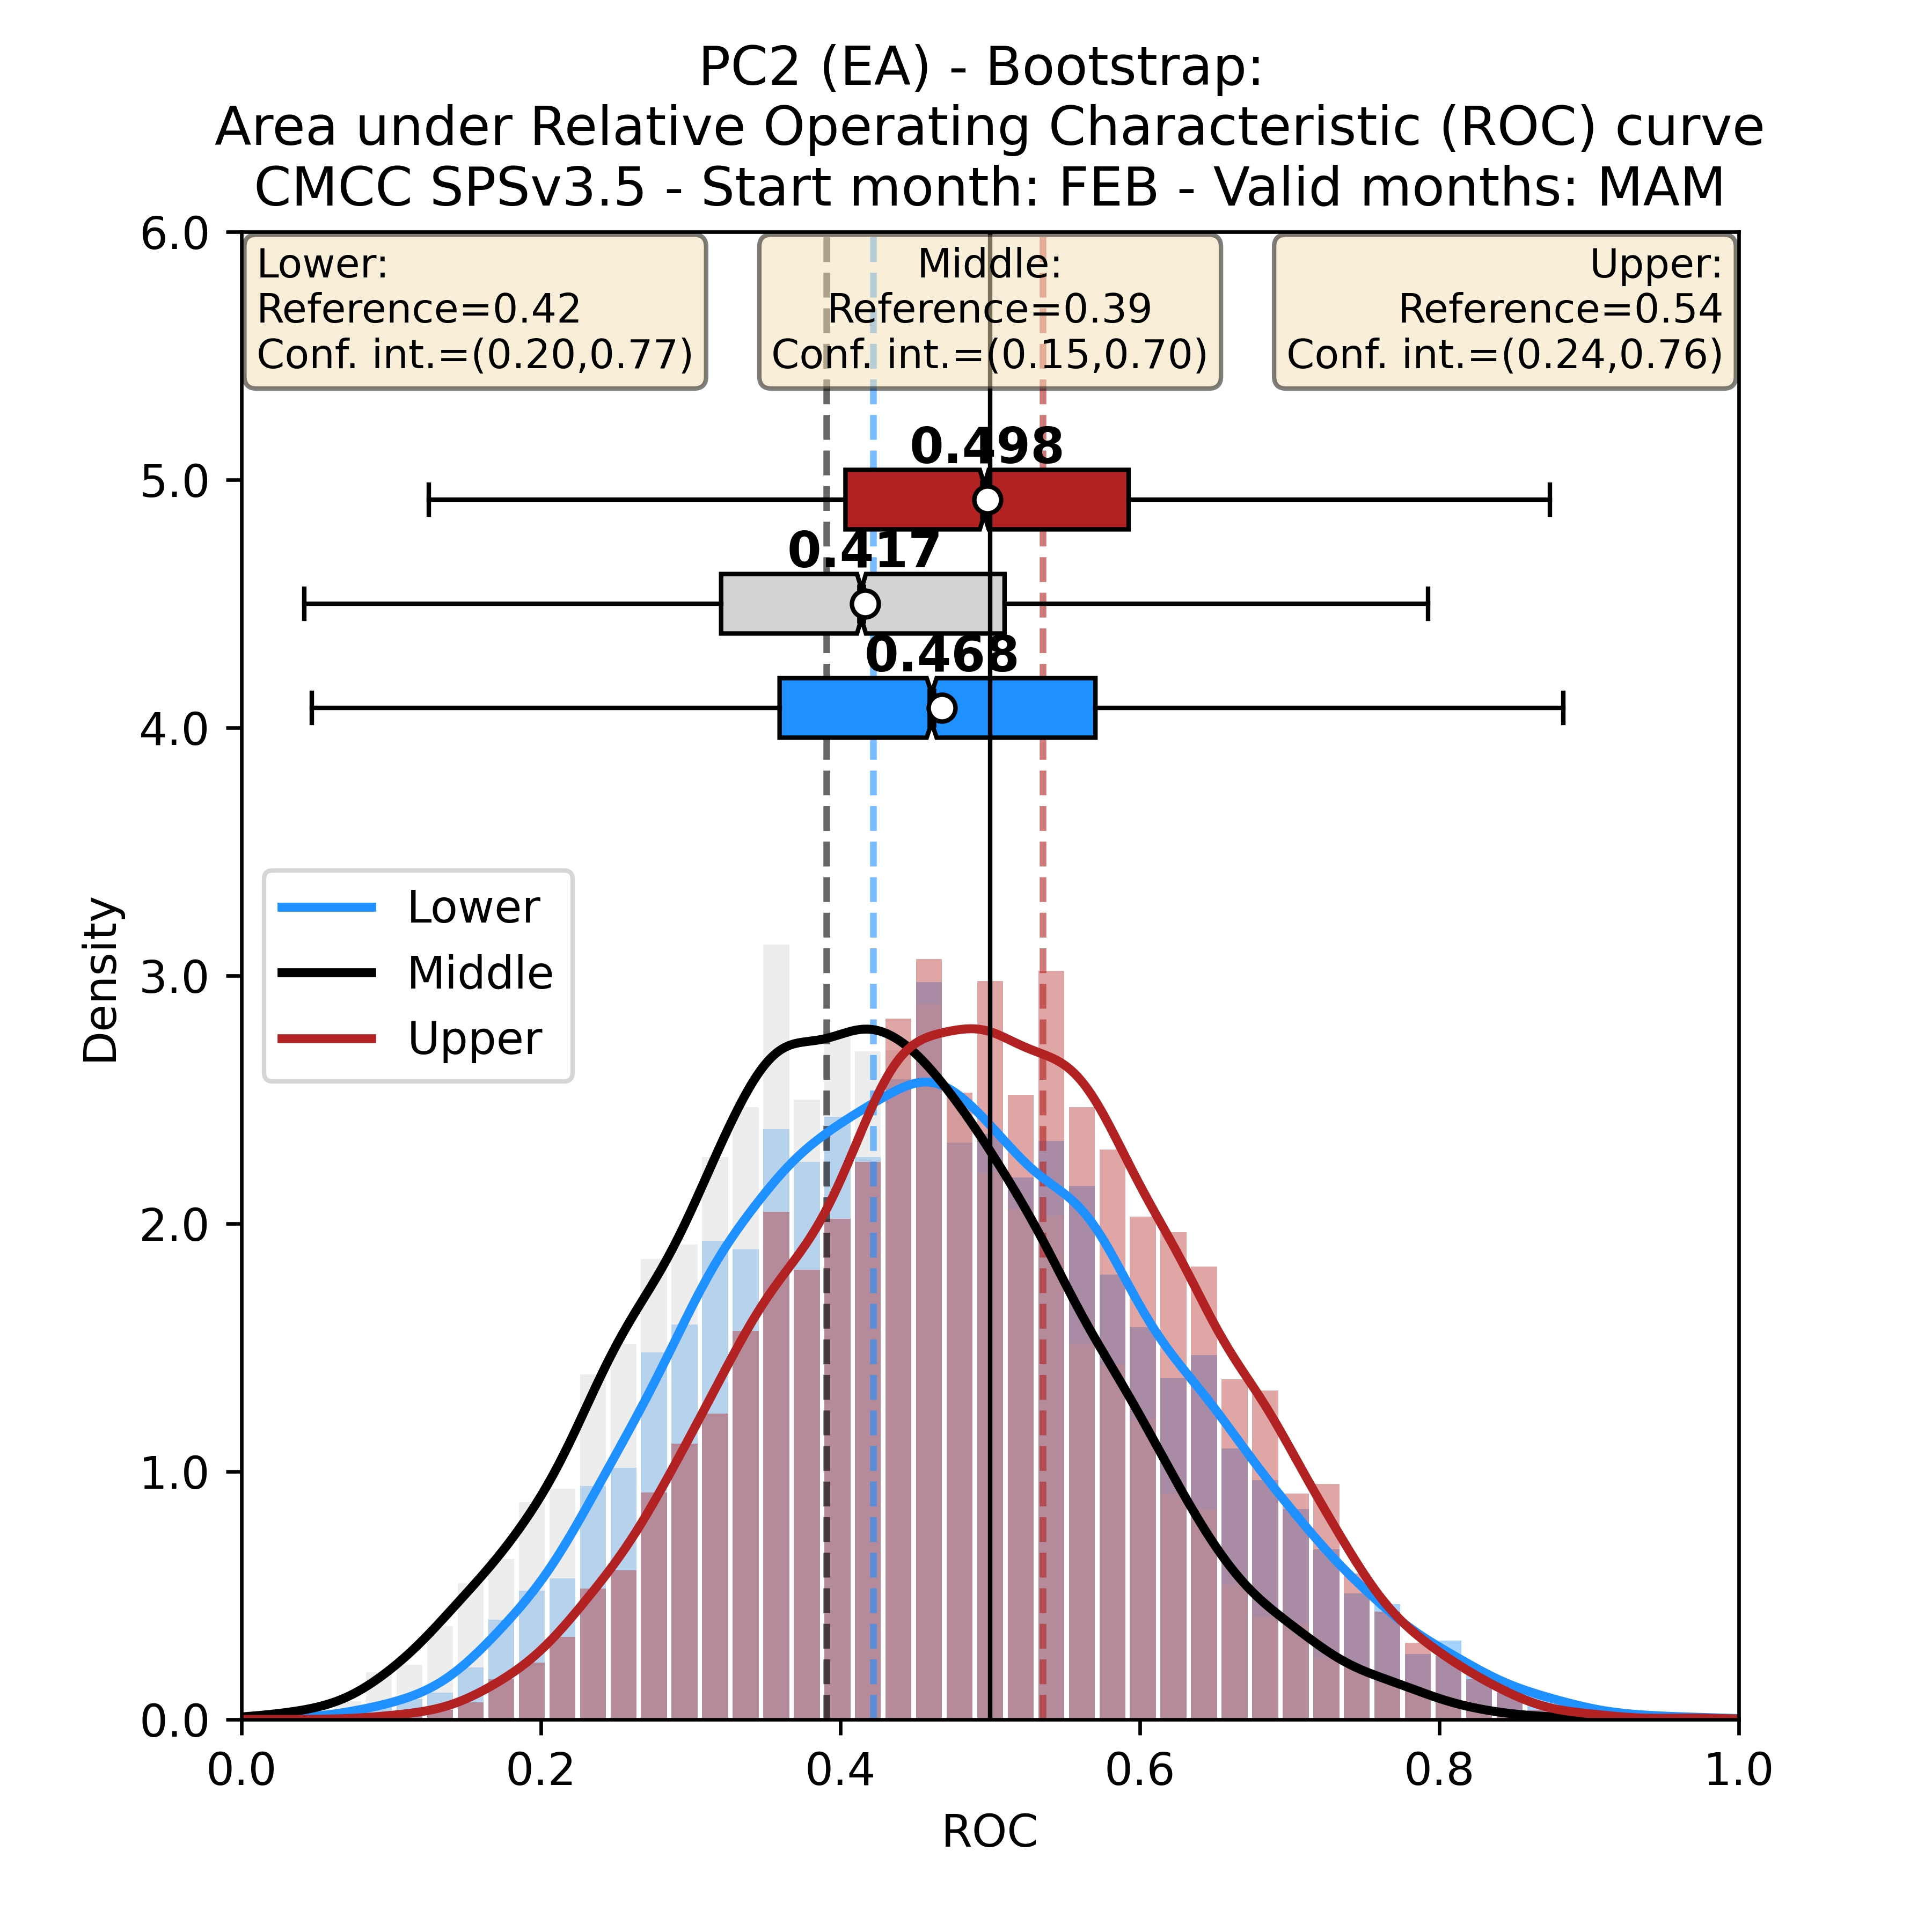 PC2 (EA) - Bootstrap:
Area under Relative Operating Characteristic (ROC) curve
CMCC SPSv3.5 - Start month: FEB - Valid months: MAM
Lower:
Reference=0.42
Conf. int.=(0.20,0.77)
Middle:
Reference=0.39
Conf. int.=(0.15,0.70)
Upper:
Reference=0.54
Conf. int.=(0.24,0.76)
0.498
0.417
0.468
Lower
Middle
Upper
Density
6.0
5.0
4.0
3.0
2.0
1.0
0.0
0.0 0.2 0.4 0.6 0.8 1.0
ROC